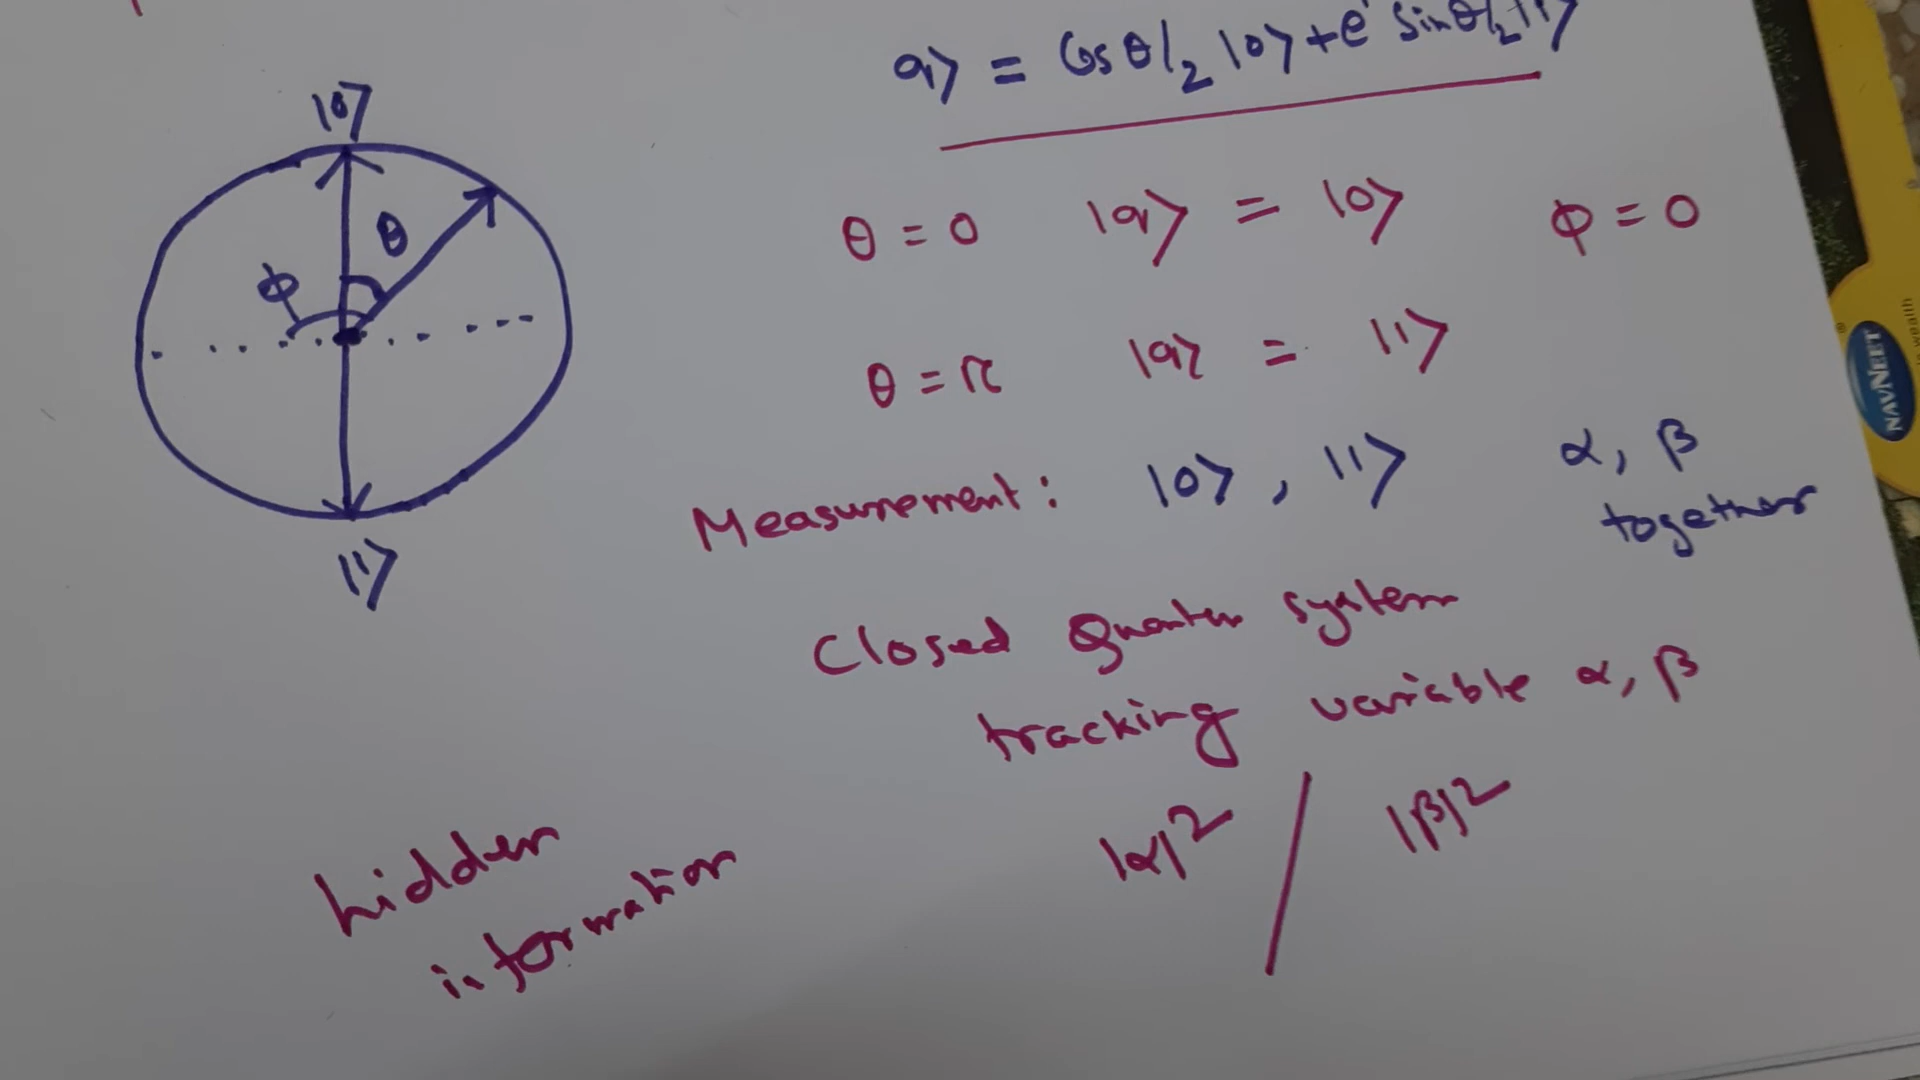 q⟩ = Cos θ/2 |0⟩ + e^i sin θ/2 |1⟩
|0⟩
θ
ϕ
|1⟩
θ = 0 |q⟩ = |0⟩ ϕ = 0
θ = π |q⟩ = |1⟩
Measurement: |0⟩, |1⟩ α, β
together
Closed Quantum system
tracking variable α, β
|α|² / |β|²
hidden
information
NAVNEET